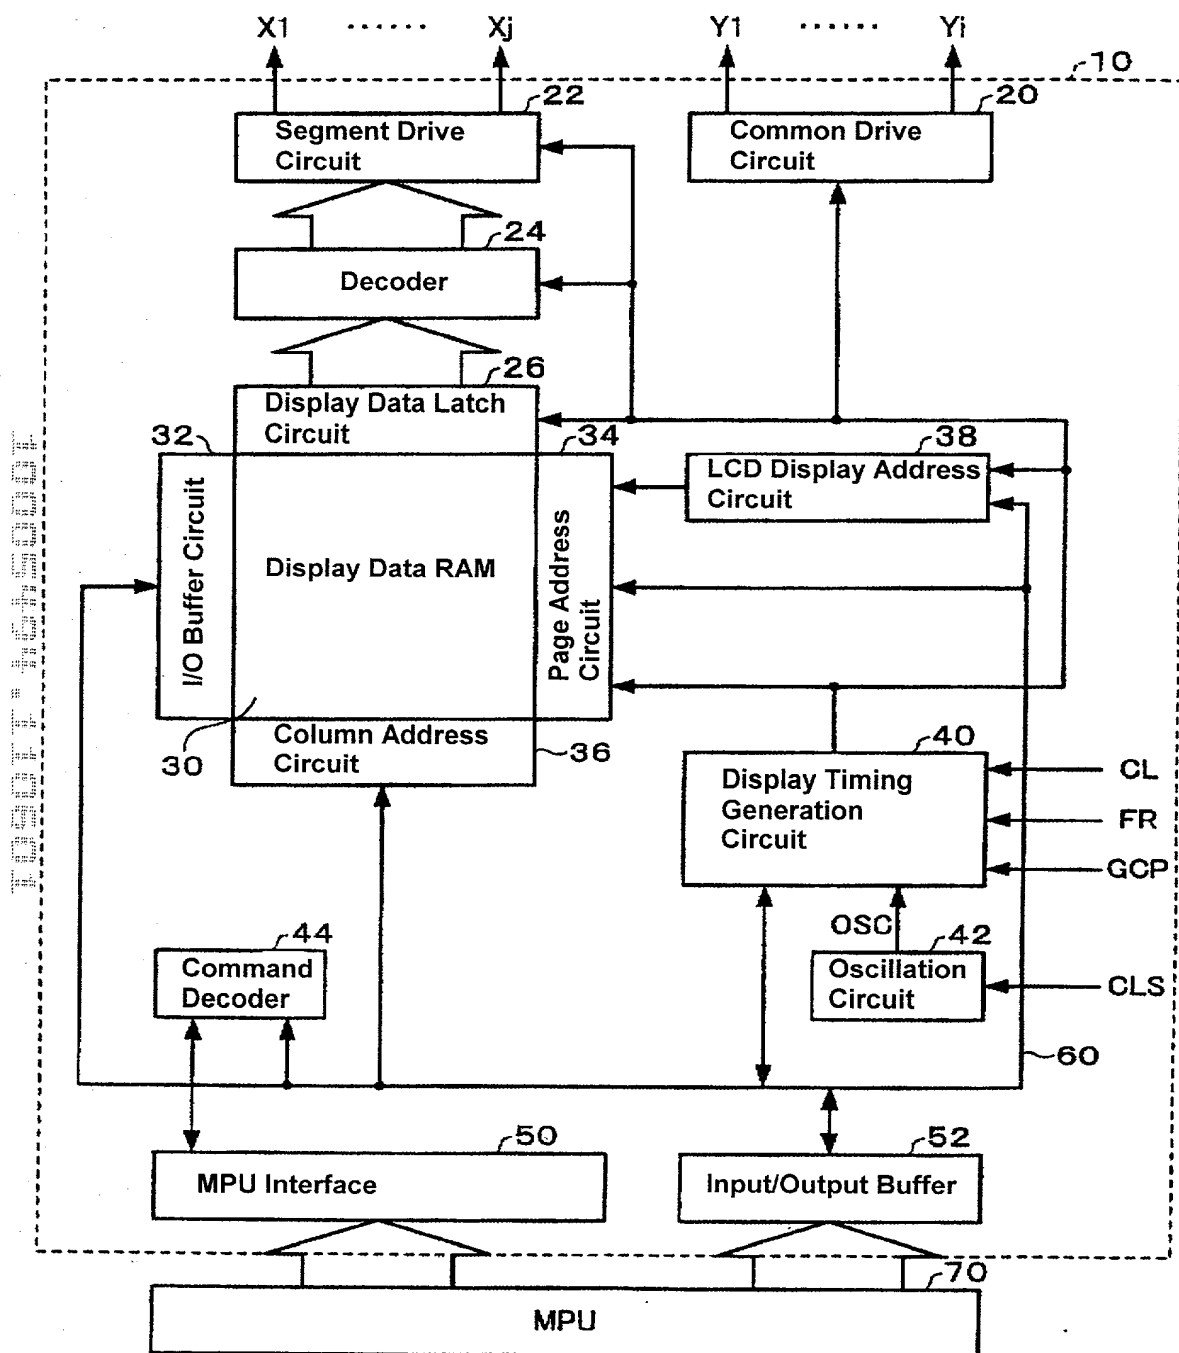 X1 ...... Xj Y1 ...... Yi
10
22
20
Segment Drive
Circuit
Common Drive
Circuit
24
Decoder
26
Display Data Latch
Circuit
32
34
38
LCD Display Address
Circuit
I/O Buffer Circuit
Display Data RAM
Page Address
Circuit
30
Column Address
Circuit
36
40
Display Timing
Generation
Circuit
CL
FR
GCP
OSC
42
44
Command
Decoder
Oscillation
Circuit
CLS
60
50
52
MPU Interface
Input/Output Buffer
70
MPU